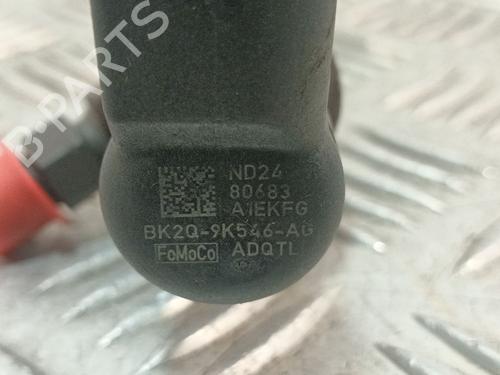 B-PARTS
ND24
80683
A1EKFG
BK2Q-9K546-AG
FoMoCo ADQTL